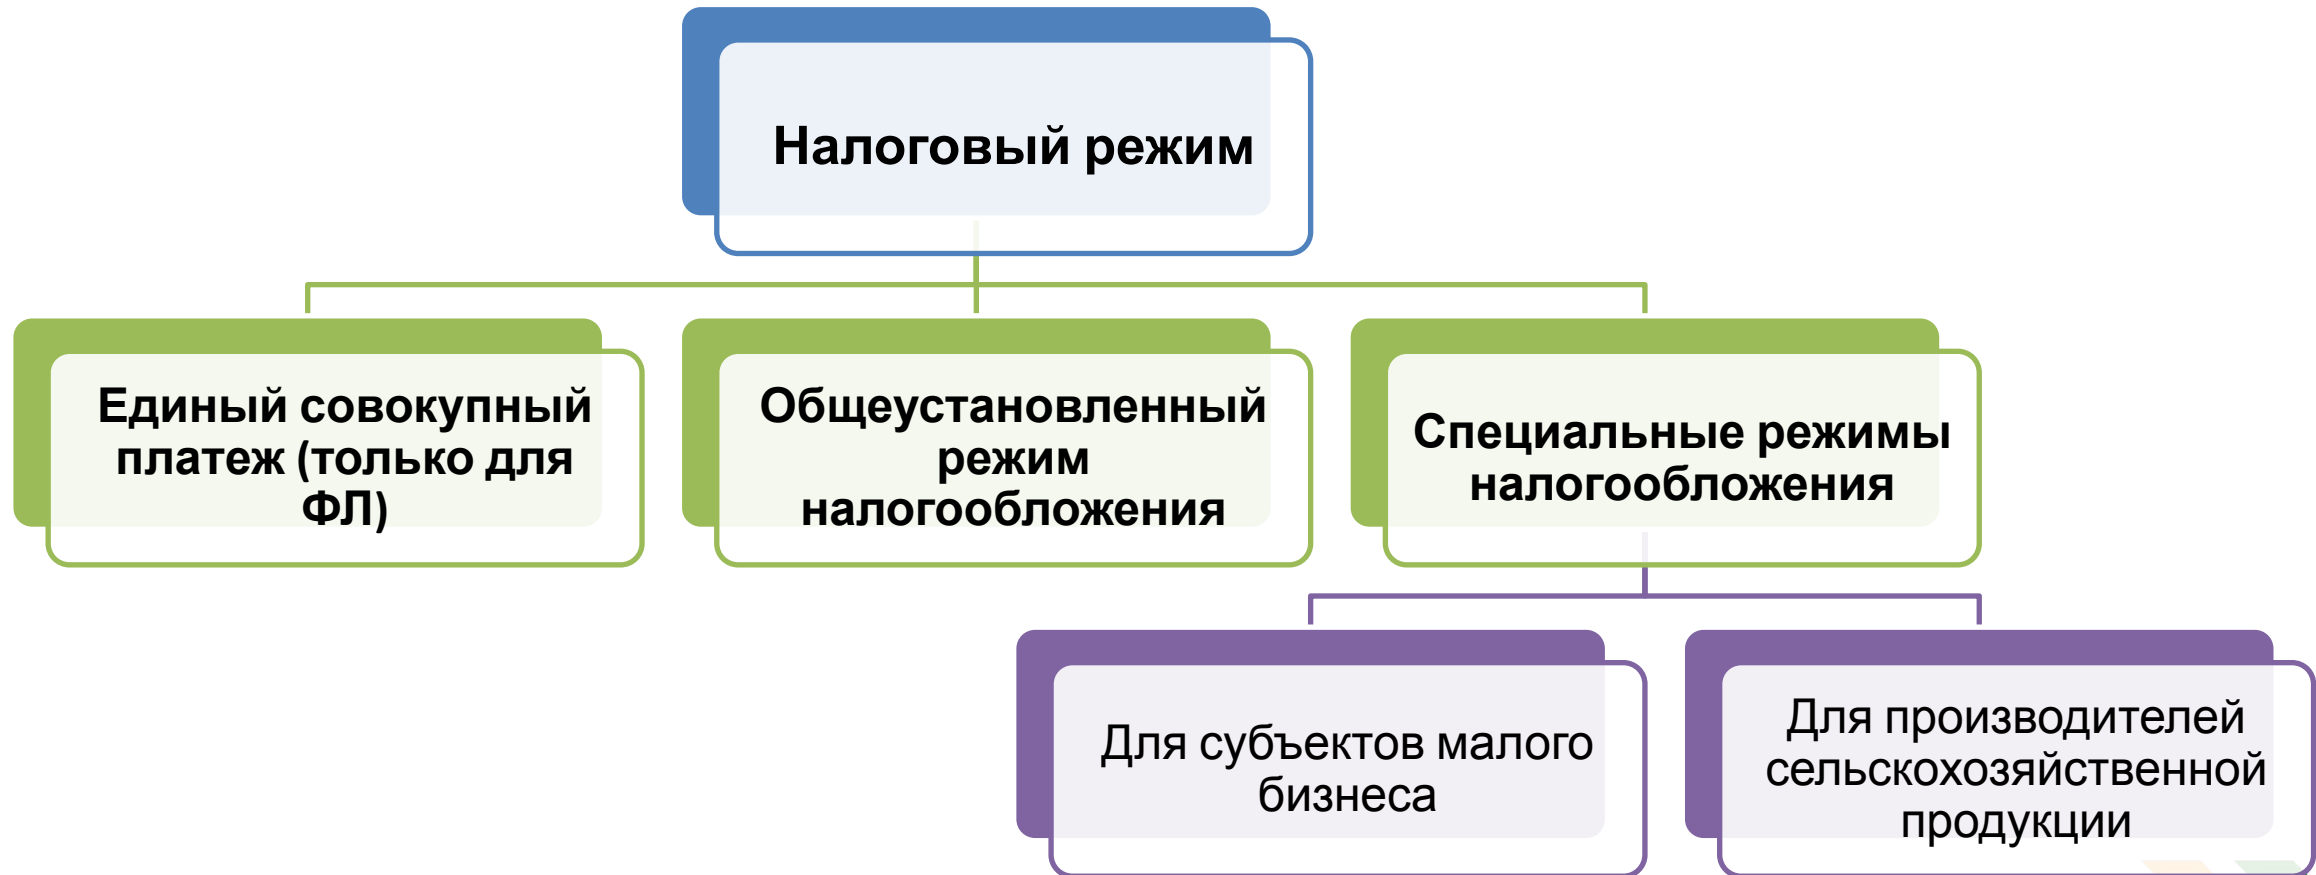 Налоговый режим
Единый совокупный
платеж (только для
ФЛ)
Общеустановленный
режим
налогообложения
Специальные режимы
налогообложения
Для субъектов малого
бизнеса
Для производителей
сельскохозяйственной
продукции